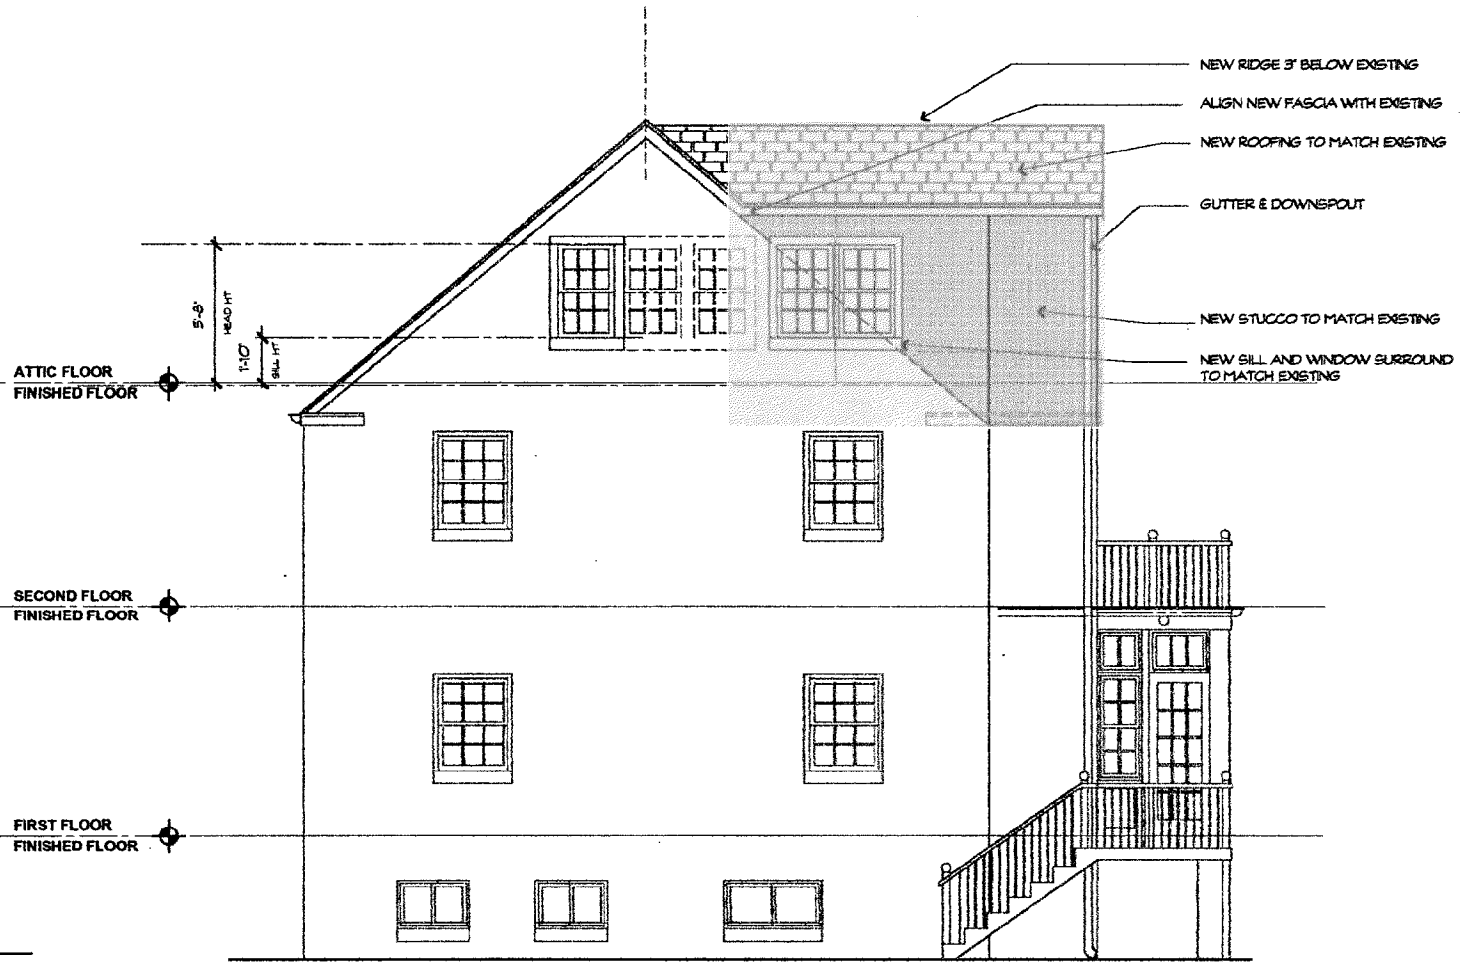 NEW RIDGE 3" BELOW EXISTING
ALIGN NEW FASCIA WITH EXISTING
NEW ROOFING TO MATCH EXISTING
GUTTER & DOWNSPOUT
NEW STUCCO TO MATCH EXISTING
NEW SILL AND WINDOW SURROUND
TO MATCH EXISTING
5'-8"
HEAD HT
1'-10"
SILL HT
ATTIC FLOOR
FINISHED FLOOR
SECOND FLOOR
FINISHED FLOOR
FIRST FLOOR
FINISHED FLOOR